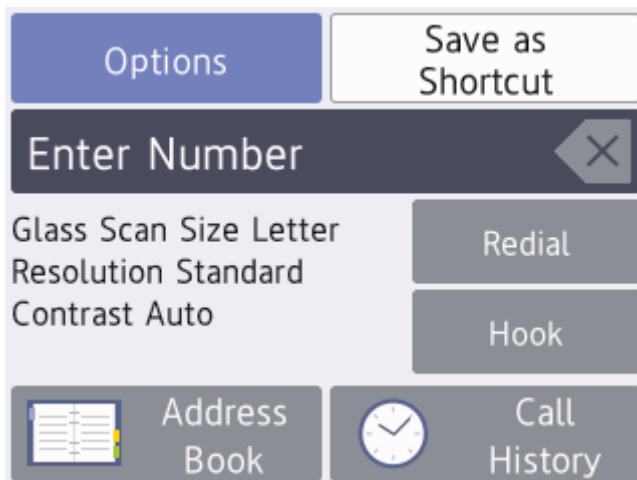 Options
Save as
Shortcut
Enter Number
Glass Scan Size Letter
Resolution Standard
Contrast Auto
Redial
Hook
Address
Book
Call
History